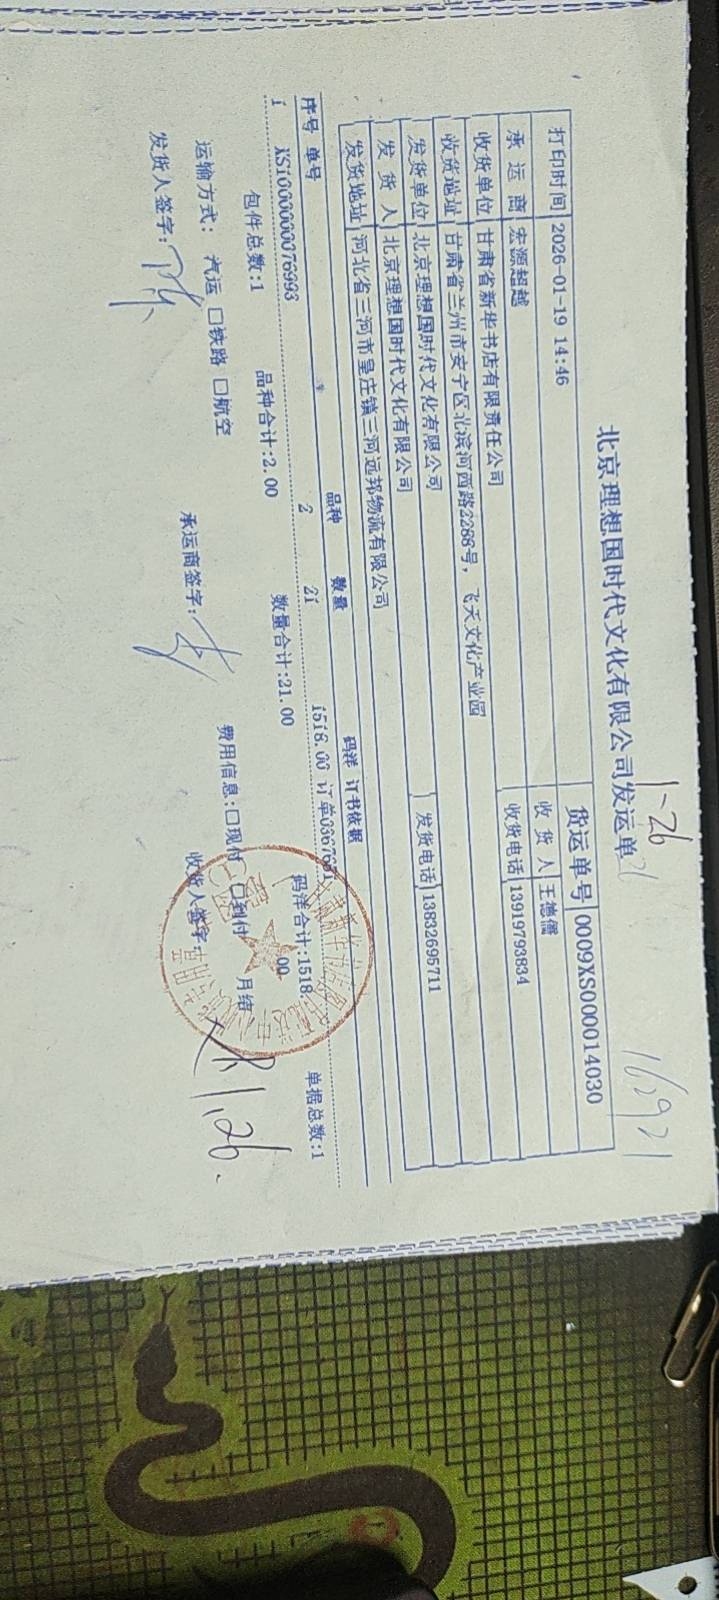 北京理想国时代文化有限公司发运单
1-26
162921
打印时间 2026-01-19 14:46 货运单号 0009XS000014030
承运商 宏源超越 收货人 王德儒
收货单位 甘肃省新华书店有限责任公司 收货电话 13919793834
收货地址 甘肃省兰州市安宁区北滨河西路2288号，飞天文化产业园
发货单位 北京理想国时代文化有限公司 发货电话 13832695711
发货人 北京理想国时代文化有限公司
发货地址 河北省三河市皇庄镇三河远邦物流有限公司
序号 单号 品种 数量 码洋 订书依据
1 XS10000000076993 2 21 1518.00 订单
包件总数:1 品种合计:2.00 数量合计:21.00 码洋合计:1518.00 单据总数:1
运输方式: 汽运 口铁路 口航空 费用信息:口现付 口到付 月结
发货人签字: 承运商签字: 收货人签字:
1.26.